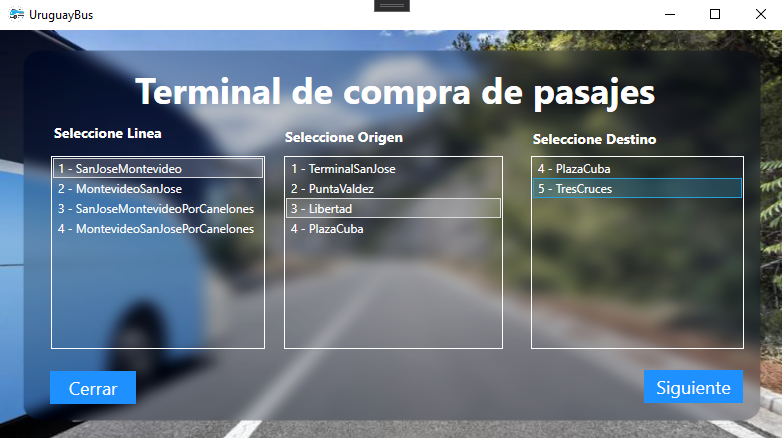 UruguayBus
Terminal de compra de pasajes
Seleccione Linea
1 - SanJoseMontevideo
2 - MontevideoSanJose
3 - SanJoseMontevideoPorCanelones
4 - MontevideoSanJosePorCanelones
Seleccione Origen
1 - TerminalSanJose
2 - PuntaValdez
3 - Libertad
4 - PlazaCuba
Seleccione Destino
4 - PlazaCuba
5 - TresCruces
Cerrar
Siguiente